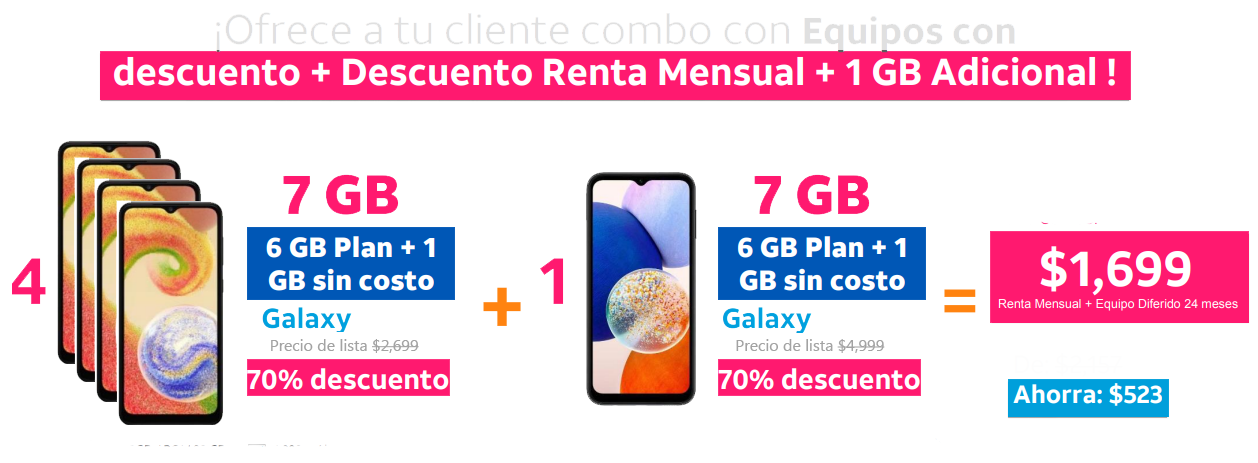 ¡Ofrece a tu cliente combo con Equipos con
descuento + Descuento Renta Mensual + 1 GB Adicional !
4
7 GB
6 GB Plan + 1
GB sin costo
Galaxy
Precio de lista $2,699
70% descuento
+
1
7 GB
6 GB Plan + 1
GB sin costo
Galaxy
Precio de lista $4,999
70% descuento
=
$1,699
Renta Mensual + Equipo Diferido 24 meses
Ahorra: $523